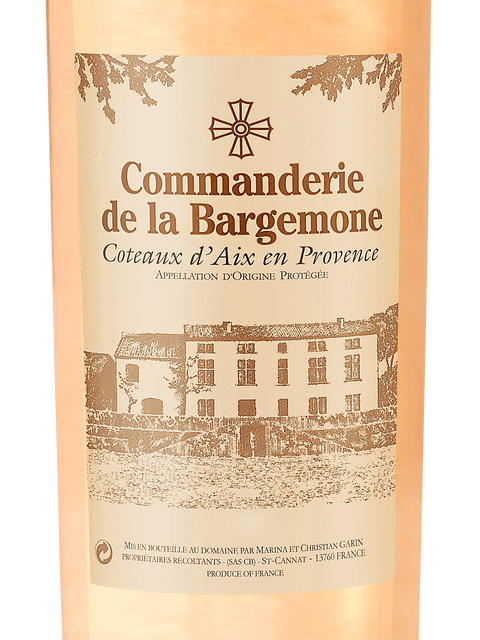 Commanderie
de la Bargemone
Coteaux d'Aix en Provence
Appellation d'Origine Protégée
Mis en bouteille au domaine par Marina et Christian GARIN
propriétaires récoltants - (SAS CB) - St-Cannat - 13760 FRANCE
PRODUCE OF FRANCE